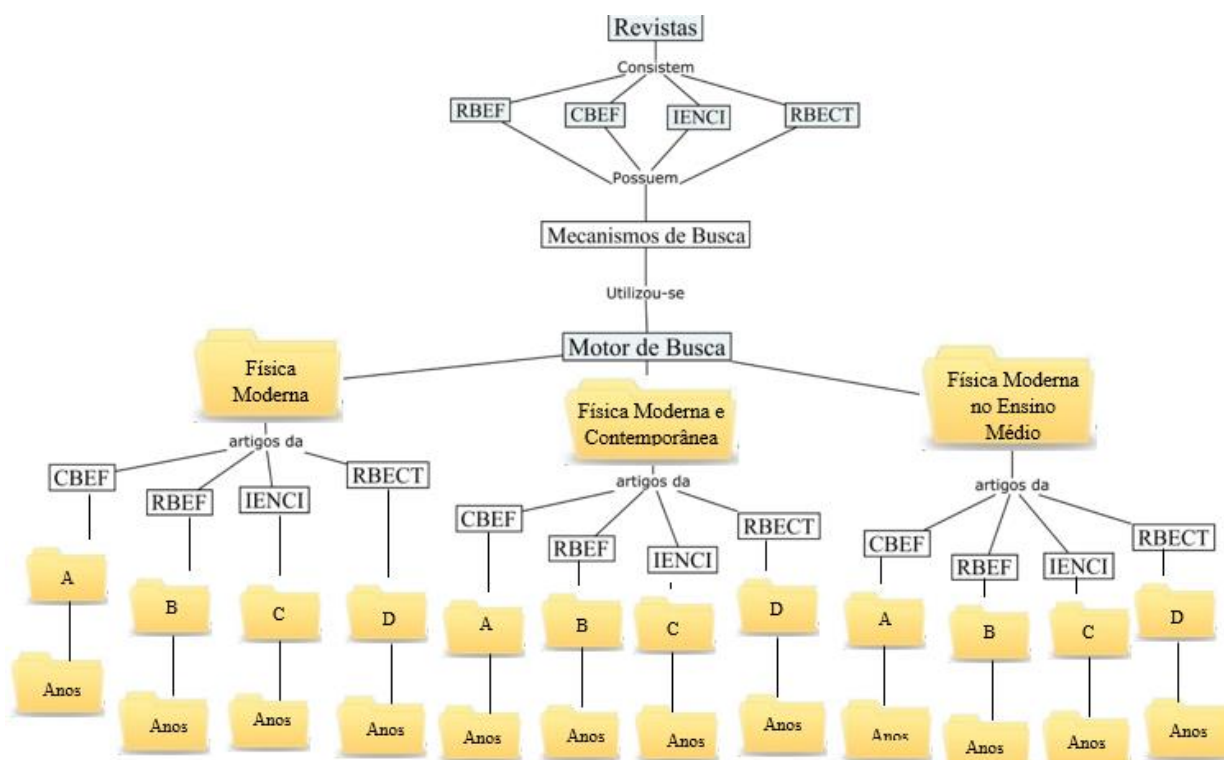 Revistas
Consistem
RBEF
CBEF
IENCI
RBECT
Possuem
Mecanismos de Busca
Utilizou-se
Motor de Busca
Física
Moderna
artigos da
CBEF
RBEF
IENCI
RBECT
A
B
C
D
Anos
Anos
Anos
Anos
Física Moderna e
Contemporânea
artigos da
CBEF
RBEF
IENCI
RBECT
A
B
C
D
Anos
Anos
Anos
Anos
Física Moderna
no Ensino
Médio
artigos da
CBEF
RBEF
IENCI
RBECT
A
B
C
D
Anos
Anos
Anos
Anos